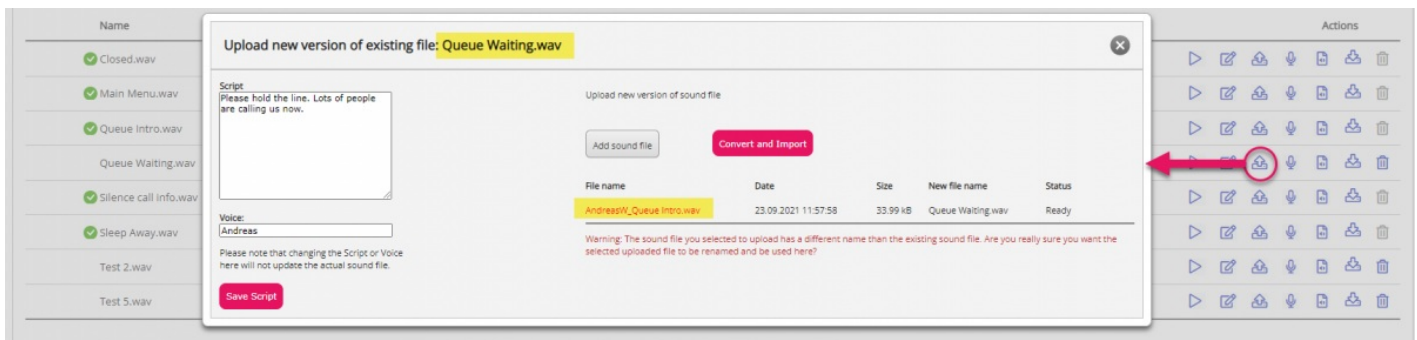 Name
Actions
Closed.wav
Main Menu.wav
Queue Intro.wav
Queue Waiting.wav
Silence call info.wav
Sleep Away.wav
Test 2.wav
Test 5.wav
Upload new version of existing file: Queue Waiting.wav
Script
Please hold the line. Lots of people
are calling us now.
Voice:
Andreas
Please note that changing the Script or Voice
here will not update the actual sound file.
Save Script
Upload new version of sound file
Add sound file
Convert and Import
File name Date Size New file name Status
AndreasW_Queue Intro.wav 23.09.2021 11:57:58 33.99 kB Queue Waiting.wav Ready
Warning: The sound file you selected to upload has a different name than the existing sound file. Are you really sure you want the
selected uploaded file to be renamed and be used here?